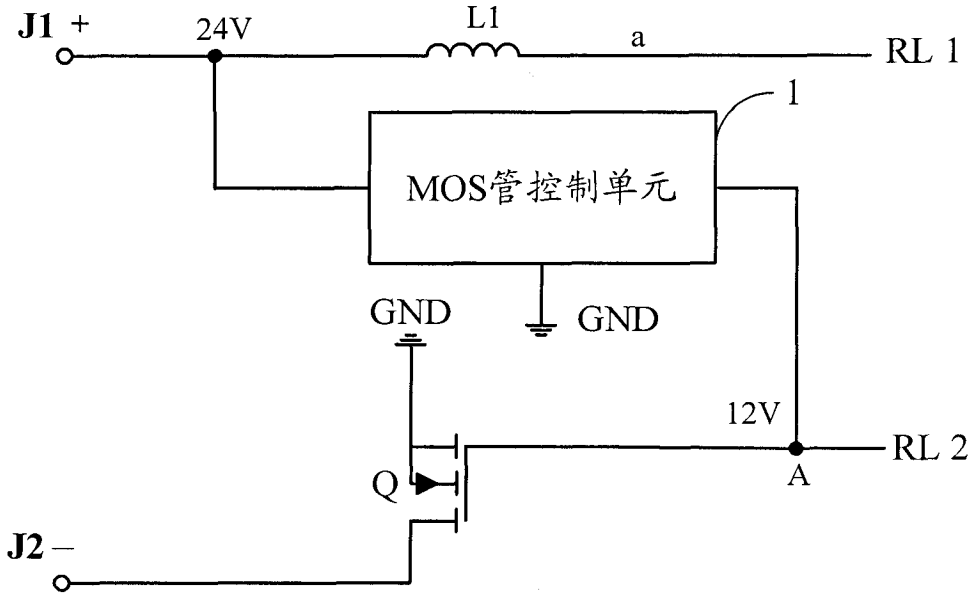 J1 +
24V
L1
a
RL 1
1
MOS管控制单元
GND
GND
12V
RL 2
A
Q
J2 −